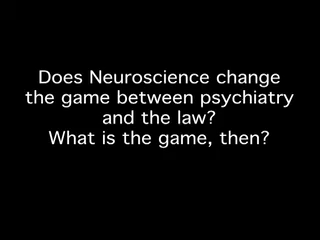 Does Neuroscience change
the game between psychiatry
and the law?
What is the game, then?